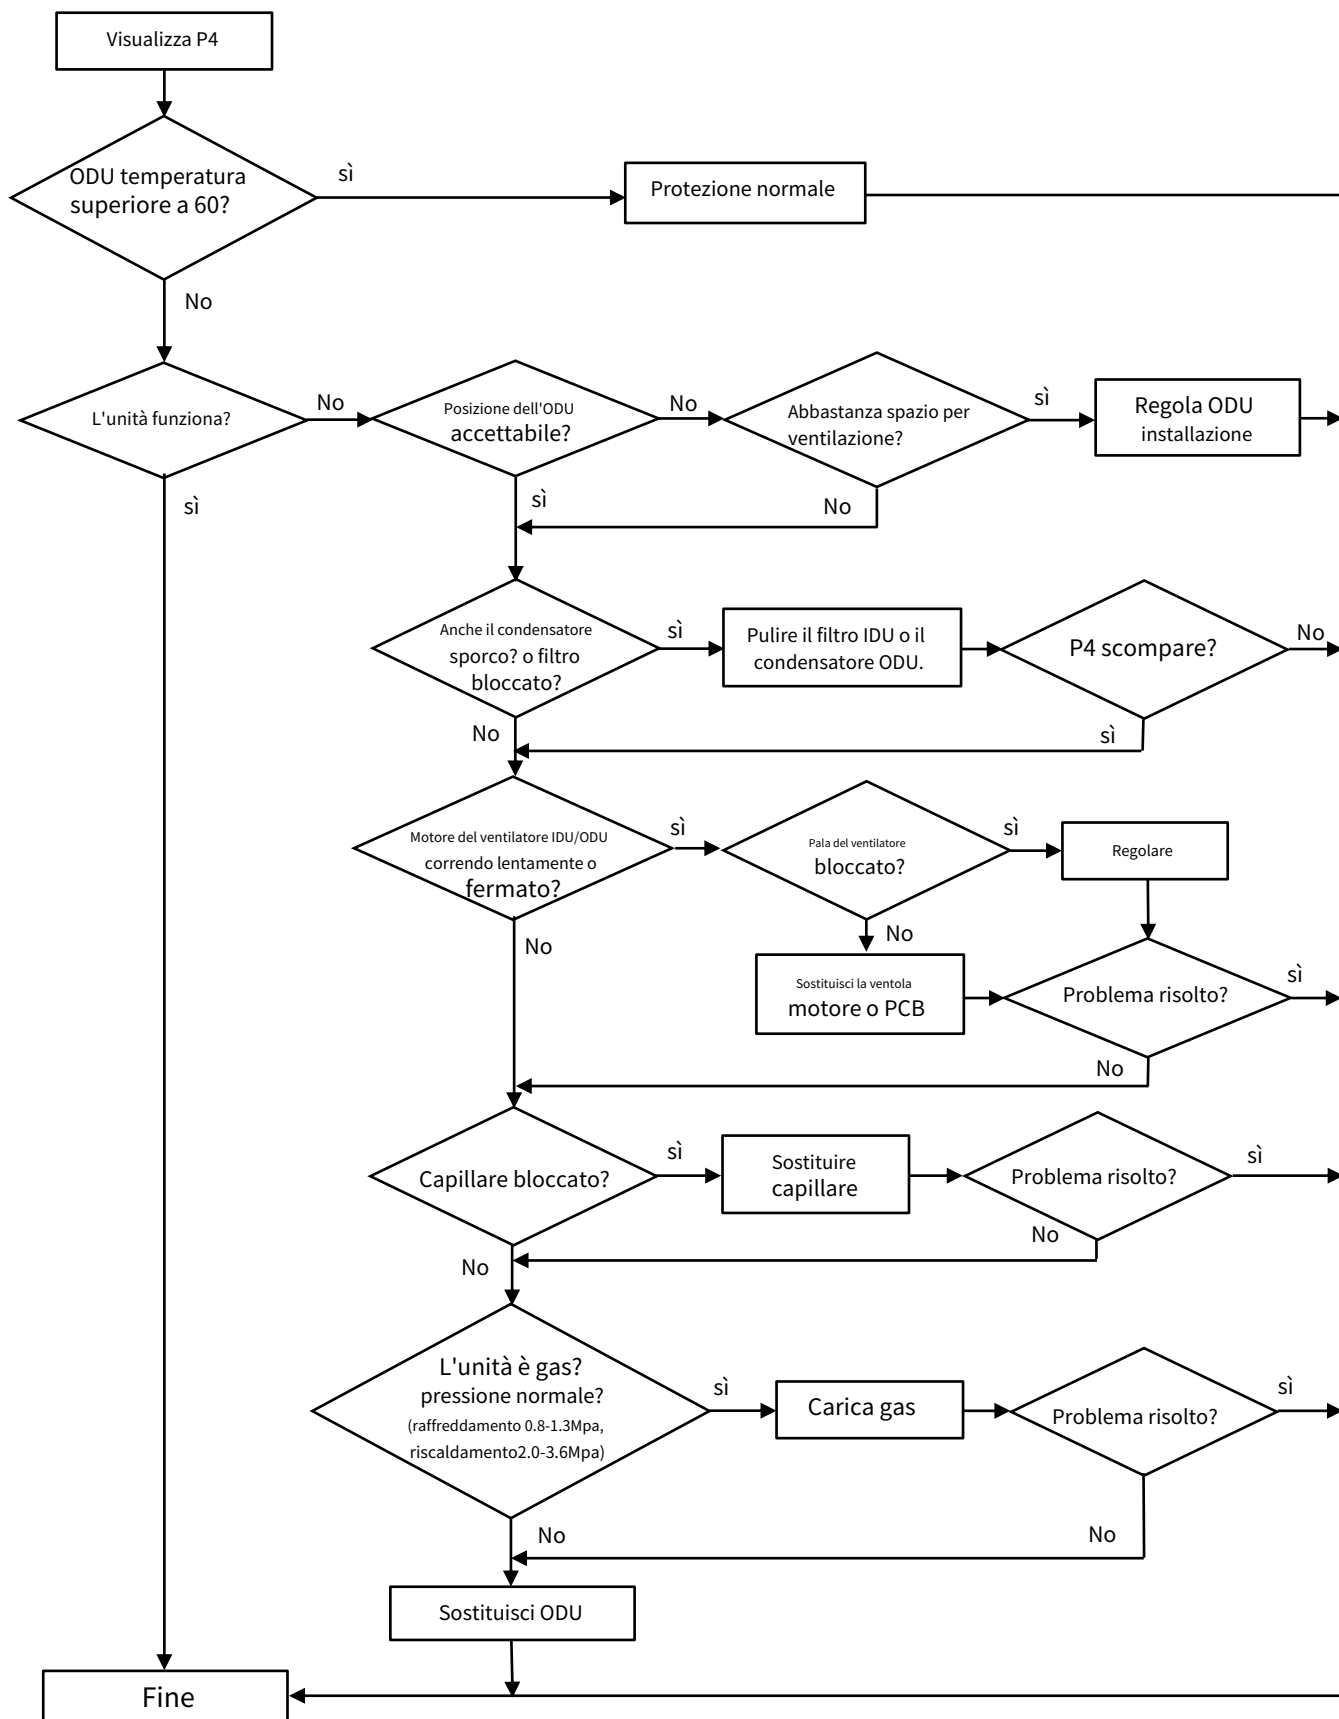 Visualizza P4
ODU temperatura
superiore a 60?
sì
Protezione normale
No
L'unità funziona?
No
Posizione dell'ODU
accettabile?
No
Abbastanza spazio per
ventilazione?
sì
Regola ODU
installazione
sì
sì
No
Anche il condensatore
sporco? o filtro
bloccato?
sì
Pulire il filtro IDU o il
condensatore ODU.
P4 scompare?
No
No
sì
Motore del ventilatore IDU/ODU
correndo lentamente o
fermato?
sì
Pala del ventilatore
bloccato?
sì
Regolare
No
No
Sostituisci la ventola
motore o PCB
Problema risolto?
sì
No
Capillare bloccato?
sì
Sostituire
capillare
Problema risolto?
sì
No
No
L'unità è gas?
pressione normale?
(raffreddamento 0.8-1.3Mpa,
riscaldamento2.0-3.6Mpa)
sì
Carica gas
Problema risolto?
sì
No
No
Sostituisci ODU
Fine